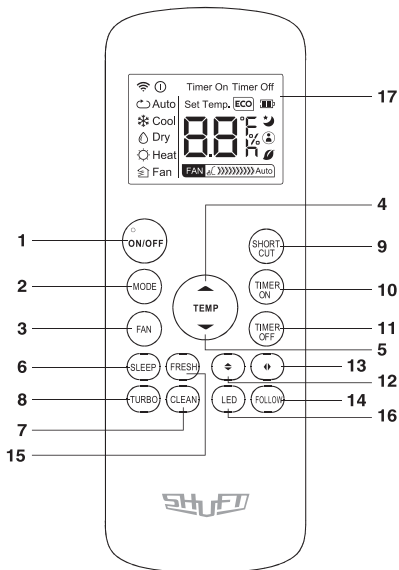 Timer On Timer Off
Auto Set Temp. ECO
Cool
Dry
Heat
Fan
88 °F % h
FAN Auto
17
4
1 ON/OFF
SHORT CUT 9
2 MODE
TEMP
TIMER ON 10
3 FAN
TIMER OFF 11
5
6 SLEEP FRESH
13
12
8 TURBO CLEAN LED FOLLOW 14
7
16
15
SHUFT